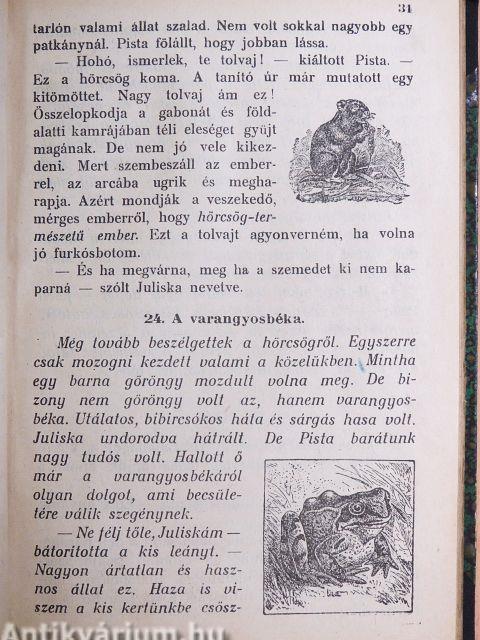 31
tarlón valami állat szalad. Nem volt sokkal nagyobb egy
patkánynál. Pista fölállt, hogy jobban lássa.
— Hohó, ismerlek, te tolvaj! — kiáltott Pista. —
Ez a hörcsög koma. A tanító úr már mutatott egy
kitömöttet. Nagy tolvaj ám ez!
Összelopkodja a gabonát és föld-
alatti kamrájában téli eleséget gyüjt
magának. De nem jó vele kikez-
deni. Mert szembeszáll az ember-
rel, az arcába ugrik és megha-
rapja. Azért mondják a veszekedő,
mérges emberről, hogy hörcsög-ter-
mészetű ember. Ezt a tolvajt agyonverném, ha volna
jó furkósbotom.
— És ha megvárna, meg ha a szemedet ki nem ka-
parná — szólt Juliska nevetve.
24. A varangyosbéka.
Még tovább beszélgettek a hörcsögről. Egyszerre
csak mozogni kezdett valami a közelükben. Mintha
egy barna göröngy mozdult volna meg. De bi-
zony nem göröngy volt az, hanem varangyos-
béka. Utálatos, bibircsókos háta és sárgás hasa volt.
Juliska undorodva hátrált. De Pista barátunk
nagy tudós volt. Hallott ő
már a varangyosbékáról
olyan dolgot, ami becsüle-
tére válik szegénynek.
— Ne félj tőle, Juliskám —
bátorította a kis leányt. —
Nagyon ártatlan és hasz-
nos állat ez. Haza is vi-
szem a kis kertünkbe csősz-
Antikvárium.hu